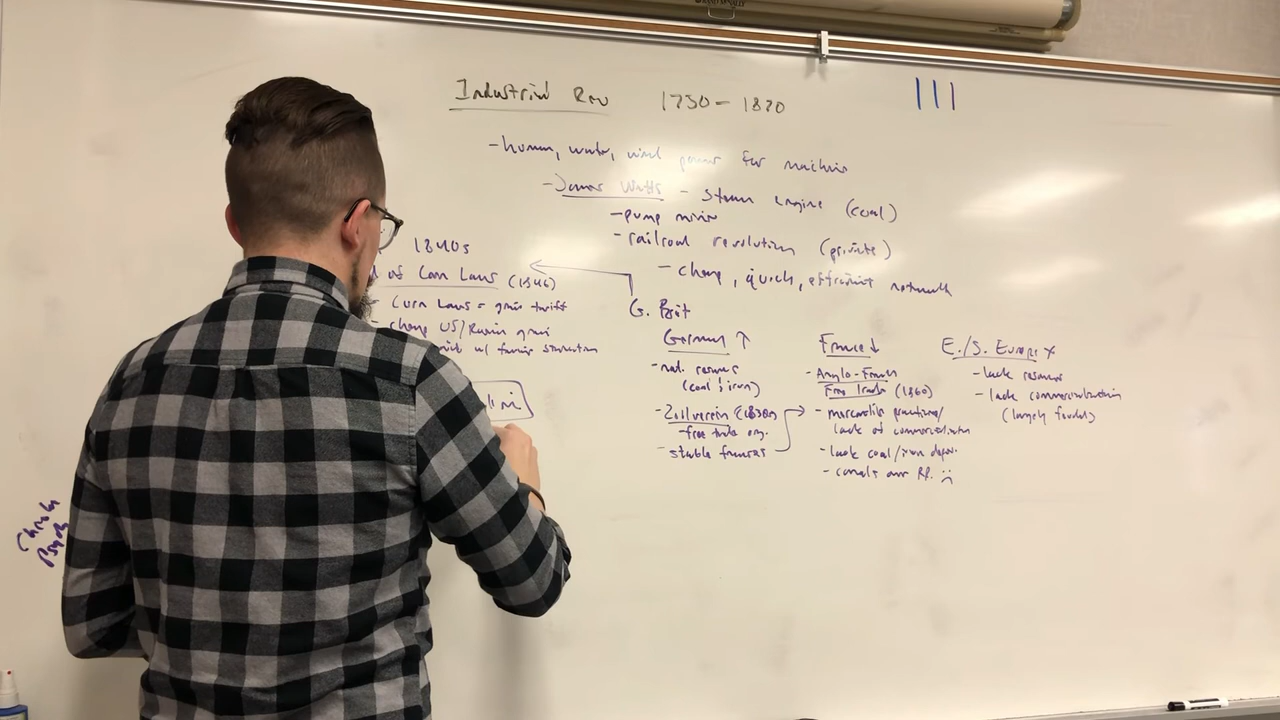 Industrial Rev 1750 - 1870
III
- human, water, wind power for machine
- James Watts - steam engine (coal)
- pump mine
- railroad revolution (private)
- cheap, quick, efficient network
1840s
of Corn Laws (1846)
- Corn Laws = grain tariff
- cheap US/Russia grain
w/ famine starvation
G. Brit
Germany ↑
- nat. resources
(coal & iron)
- Zollverein (1830s)
- free trade org.
- stable finances
France ↓
- Anglo-French
Free Trade (1860)
- mercantile practices/
lack of commercialization
- lack coal/iron depos.
- canals over RR. :(
E./S. Europe x
- lack resources
- lack commercialization
(largely feudal)